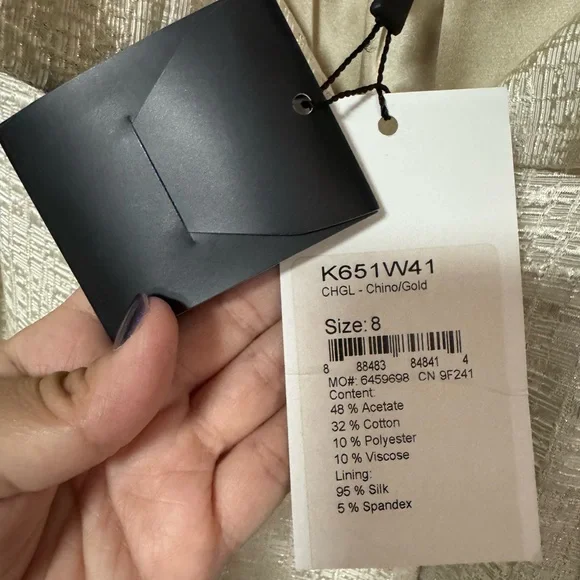 K651W41
CHGL - Chino/Gold
Size: 8
8 88483 84841 4
MO#: 6459698 CN 9F241
Content:
48 % Acetate
32 % Cotton
10 % Polyester
10 % Viscose
Lining:
95 % Silk
5 % Spandex